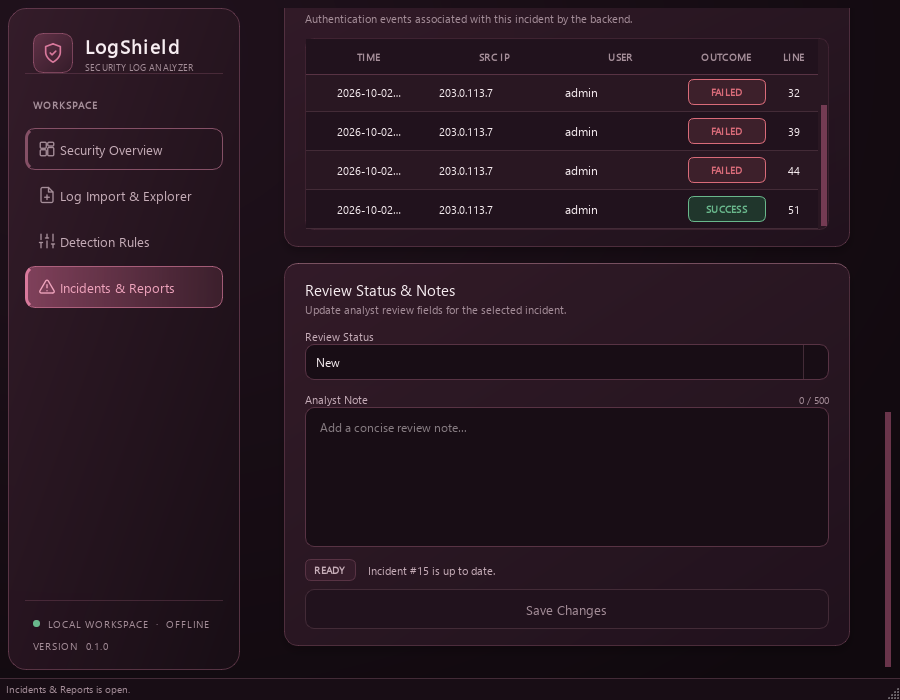 LogShield
SECURITY LOG ANALYZER
WORKSPACE
Security Overview
Log Import & Explorer
Detection Rules
Incidents & Reports
LOCAL WORKSPACE · OFFLINE
VERSION 0.1.0
Authentication events associated with this incident by the backend.
TIME SRC IP USER OUTCOME LINE
2026-10-02... 203.0.113.7 admin FAILED 32
2026-10-02... 203.0.113.7 admin FAILED 39
2026-10-02... 203.0.113.7 admin FAILED 44
2026-10-02... 203.0.113.7 admin SUCCESS 51
Review Status & Notes
Update analyst review fields for the selected incident.
Review Status
New
Analyst Note 0 / 500
Add a concise review note...
READY Incident #15 is up to date.
Save Changes
Incidents & Reports is open.